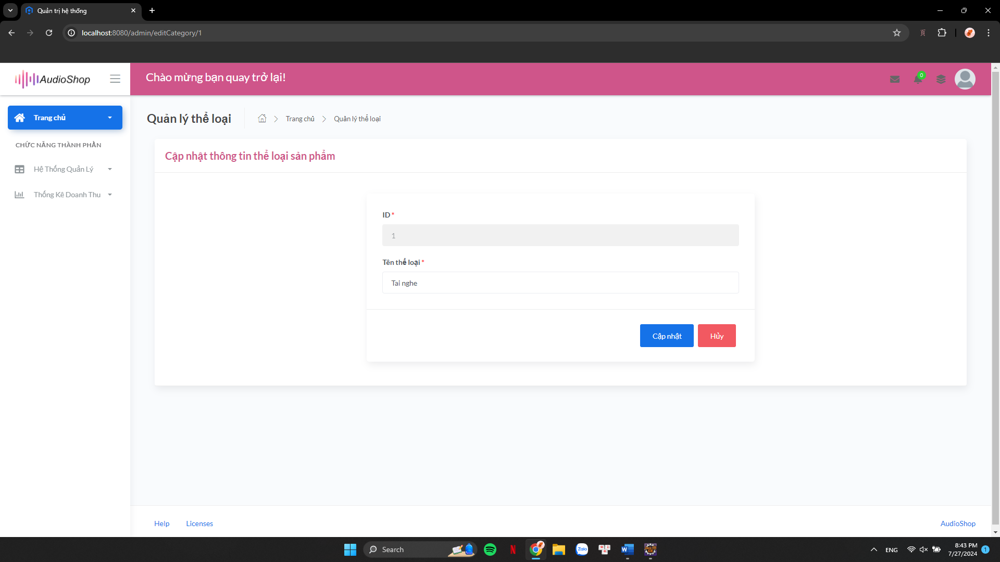 Quản trị hệ thống
localhost:8080/admin/editCategory/1
AudioShop
Chào mừng bạn quay trở lại!
0
Trang chủ
Quản lý thể loại
Trang chủ
Quản lý thể loại
CHỨC NĂNG THÀNH PHẦN
Hệ Thống Quản Lý
Thống Kê Doanh Thu
Cập nhật thông tin thể loại sản phẩm
ID *
1
Tên thể loại *
Tai nghe
Cập nhật
Hủy
Help
Licenses
AudioShop
Search
N
Zalo
W
ENG
8:43 PM
7/27/2024
1